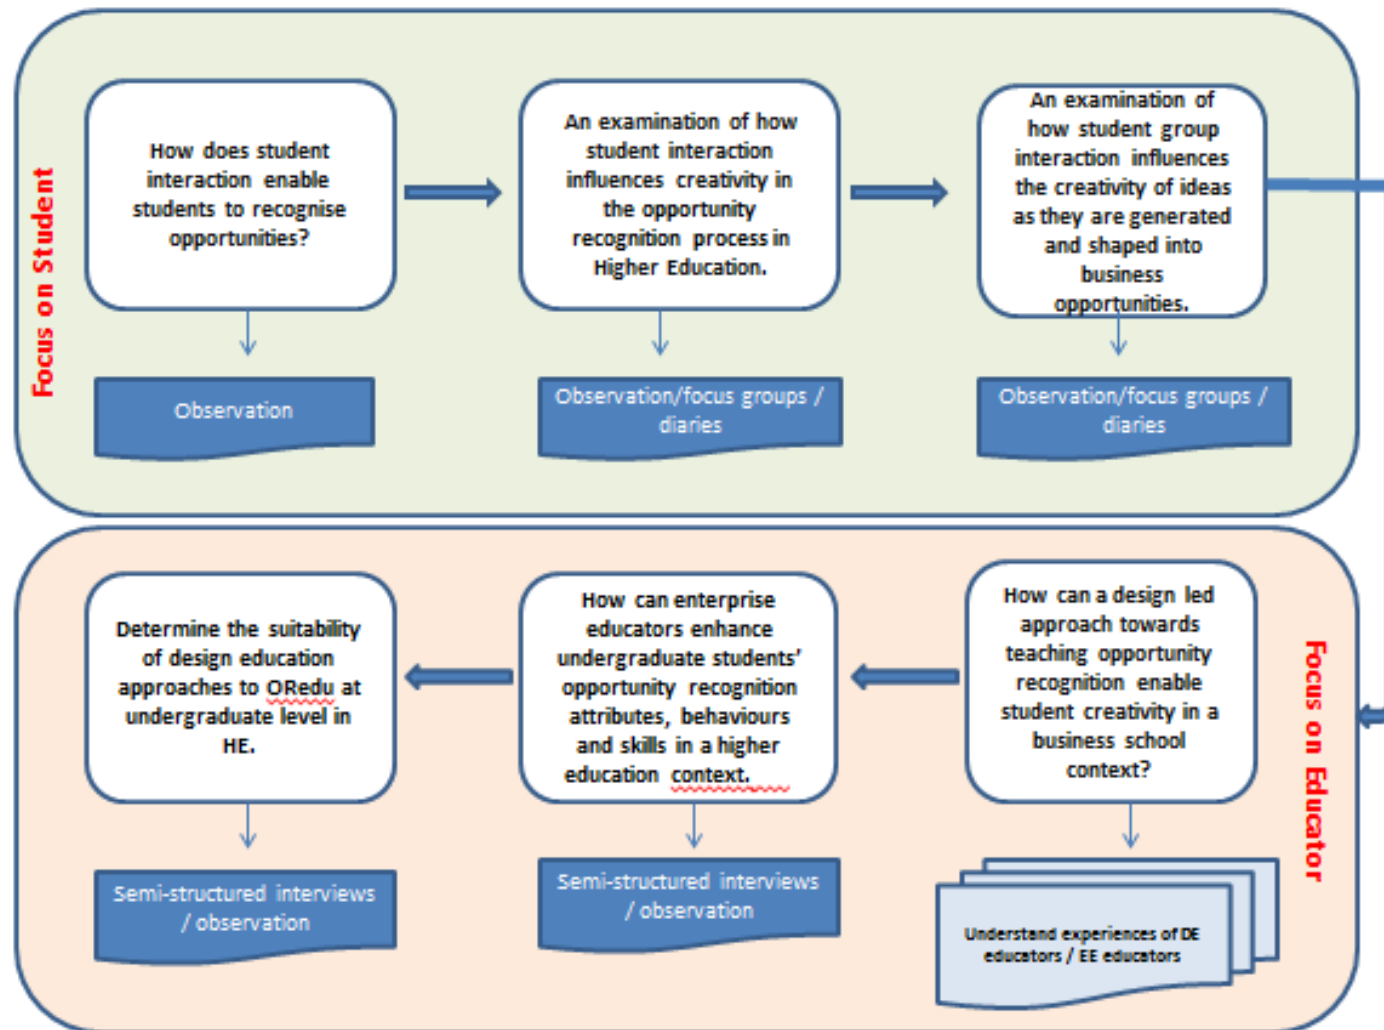 Focus on Student
How does student
interaction enable
students to recognise
opportunities?
An examination of how
student interaction
influences creativity in
the opportunity
recognition process in
Higher Education.
An examination of
how student group
interaction influences
the creativity of ideas
as they are generated
and shaped into
business
opportunities.
Observation
Observation/focus groups /
diaries
Observation/focus groups /
diaries
Determine the suitability
of design education
approaches to ORedu at
undergraduate level in
HE.
How can enterprise
educators enhance
undergraduate students’
opportunity recognition
attributes, behaviours
and skills in a higher
education context.
How can a design led
approach towards
teaching opportunity
recognition enable
student creativity in a
business school
context?
Focus on Educator
Semi-structured interviews
/ observation
Semi-structured interviews
/ observation
Understand experiences of DE
educators / EE educators